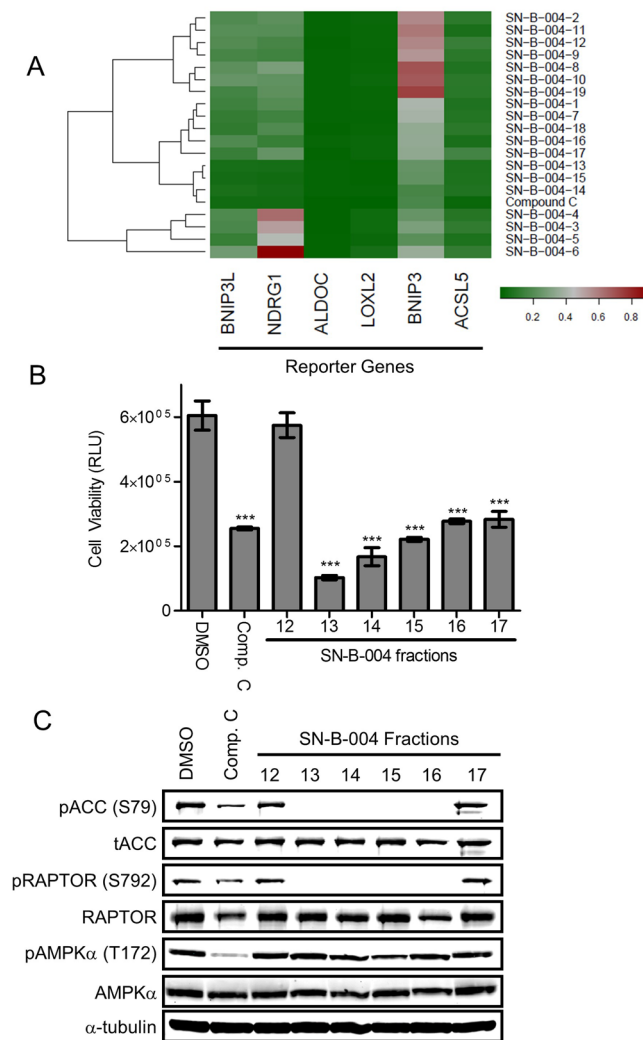 A
SN-B-004-2
SN-B-004-11
SN-B-004-12
SN-B-004-9
SN-B-004-8
SN-B-004-10
SN-B-004-19
SN-B-004-1
SN-B-004-7
SN-B-004-18
SN-B-004-16
SN-B-004-17
SN-B-004-13
SN-B-004-15
SN-B-004-14
Compound C
SN-B-004-4
SN-B-004-3
SN-B-004-5
SN-B-004-6
BNIP3L NDRG1 ALDOC LOXL2 BNIP3 ACSL5
0.2 0.4 0.6 0.8
Reporter Genes
B
Cell Viability (RLU)
6×10⁰⁵
4×10⁰⁵
2×10⁰⁵
0
*** *** *** *** *** ***
DMSO Comp. C 12 13 14 15 16 17
SN-B-004 fractions
C
DMSO Comp. C
SN-B-004 Fractions
12 13 14 15 16 17
pACC (S79)
tACC
pRAPTOR (S792)
RAPTOR
pAMPKα (T172)
AMPKα
α-tubulin